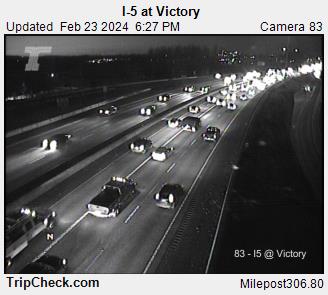 I-5 at Victory
Updated  Feb 23 2024  6:27 PM
Camera 83
T
N
83 - I5 @ Victory
TripCheck.com
Milepost306.80